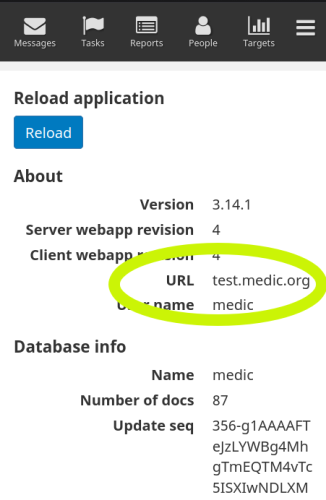 Messages Tasks Reports People Targets
Reload application
Reload
About
Version 3.14.1
Server webapp revision 4
Client webapp revision 4
URL test.medic.org
User name medic
Database info
Name medic
Number of docs 87
Update seq 356-g1AAAAFT
eJzLYWBg4Mh
gTmEQTM4vTc
5ISXIwNDLXM